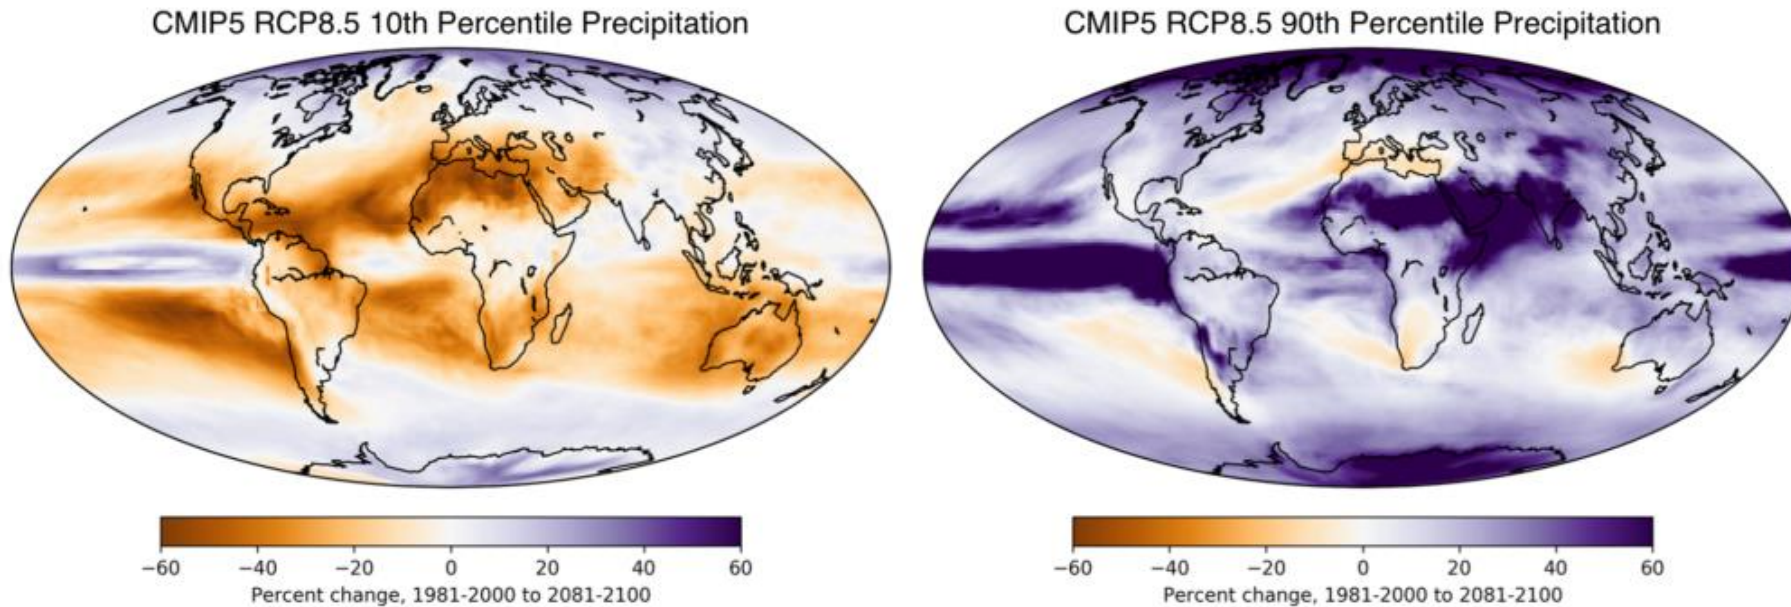 CMIP5 RCP8.5 10th Percentile Precipitation
−60 −40 −20 0 20 40 60
Percent change, 1981-2000 to 2081-2100
CMIP5 RCP8.5 90th Percentile Precipitation
−60 −40 −20 0 20 40 60
Percent change, 1981-2000 to 2081-2100